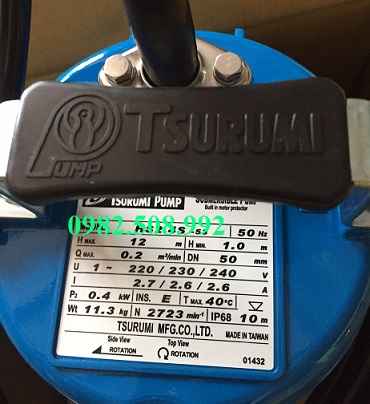 PUMP TSURUMI
TSURUMI PUMP SUBMERSIBLE PUMP
Built in motor protector
0982.508.992
50 Hz
H MAX. 12 m H MIN. 1.0 m
Q MAX. 0.2 m³/min DN 50 mm
U 1 ~ 220 / 230 / 240 V
I 2.7 / 2.6 / 2.6 A
P₂ 0.4 kW INS. E T MAX. 40°C
Wt 11.3 kg N 2723 min⁻¹ IP68 10 m
TSURUMI MFG.CO.,LTD.
Side View Top View MADE IN TAIWAN
ROTATION ROTATION 01432